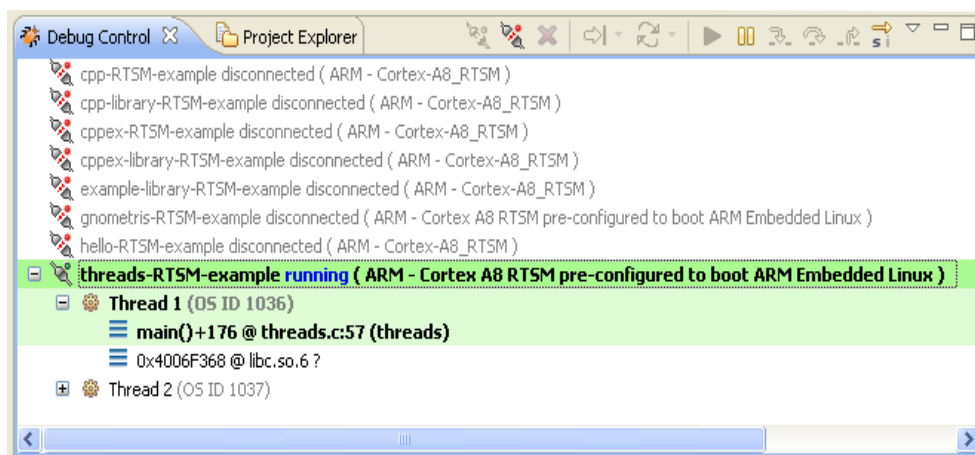 Debug Control Project Explorer
cpp-RTSM-example disconnected ( ARM - Cortex-A8_RTSM )
cpp-library-RTSM-example disconnected ( ARM - Cortex-A8_RTSM )
cppex-RTSM-example disconnected ( ARM - Cortex-A8_RTSM )
cppex-library-RTSM-example disconnected ( ARM - Cortex-A8_RTSM )
example-library-RTSM-example disconnected ( ARM - Cortex-A8_RTSM )
gnometris-RTSM-example disconnected ( ARM - Cortex A8 RTSM pre-configured to boot ARM Embedded Linux )
hello-RTSM-example disconnected ( ARM - Cortex-A8_RTSM )
threads-RTSM-example running ( ARM - Cortex A8 RTSM pre-configured to boot ARM Embedded Linux )
Thread 1 (OS ID 1036)
main()+176 @ threads.c:57 (threads)
0x4006F368 @ libc.so.6 ?
Thread 2 (OS ID 1037)